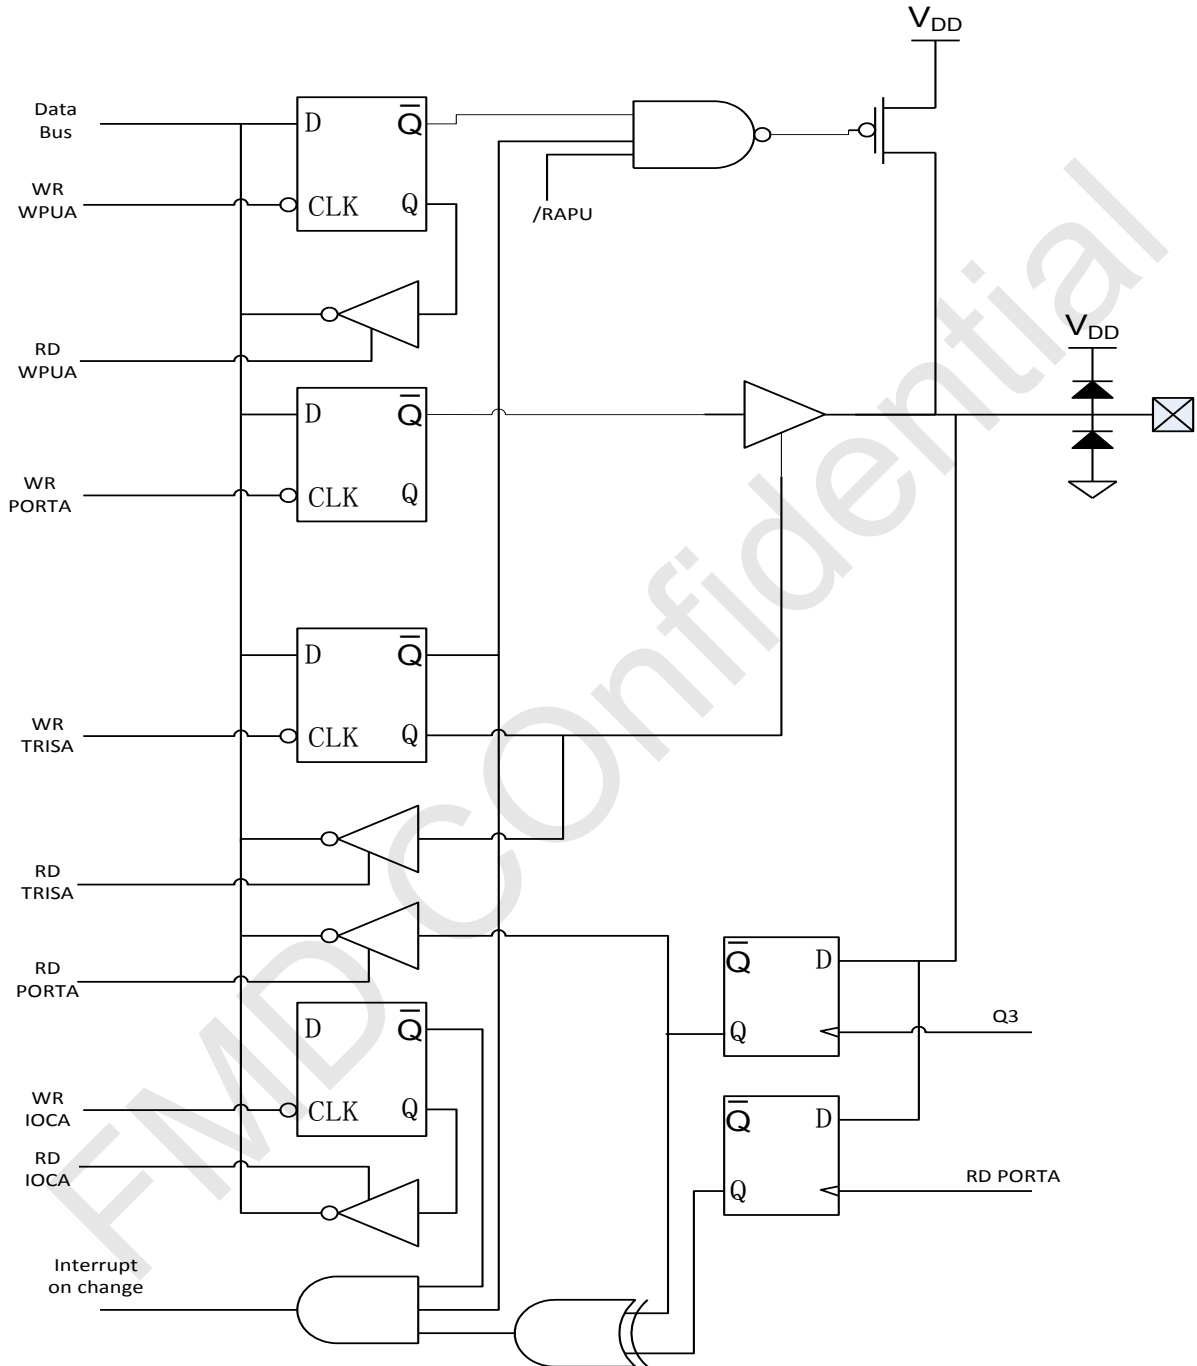 VDD
Data
Bus
D
Q
WR
WPUA
CLK
Q
/RAPU
RD
WPUA
VDD
D
Q
WR
PORTA
CLK
Q
D
Q
WR
TRISA
CLK
Q
RD
TRISA
RD
PORTA
Q
D
Q
Q3
D
Q
WR
IOCA
CLK
Q
RD
IOCA
Q
D
Q
RD PORTA
Interrupt
on change
FMD COnfidential